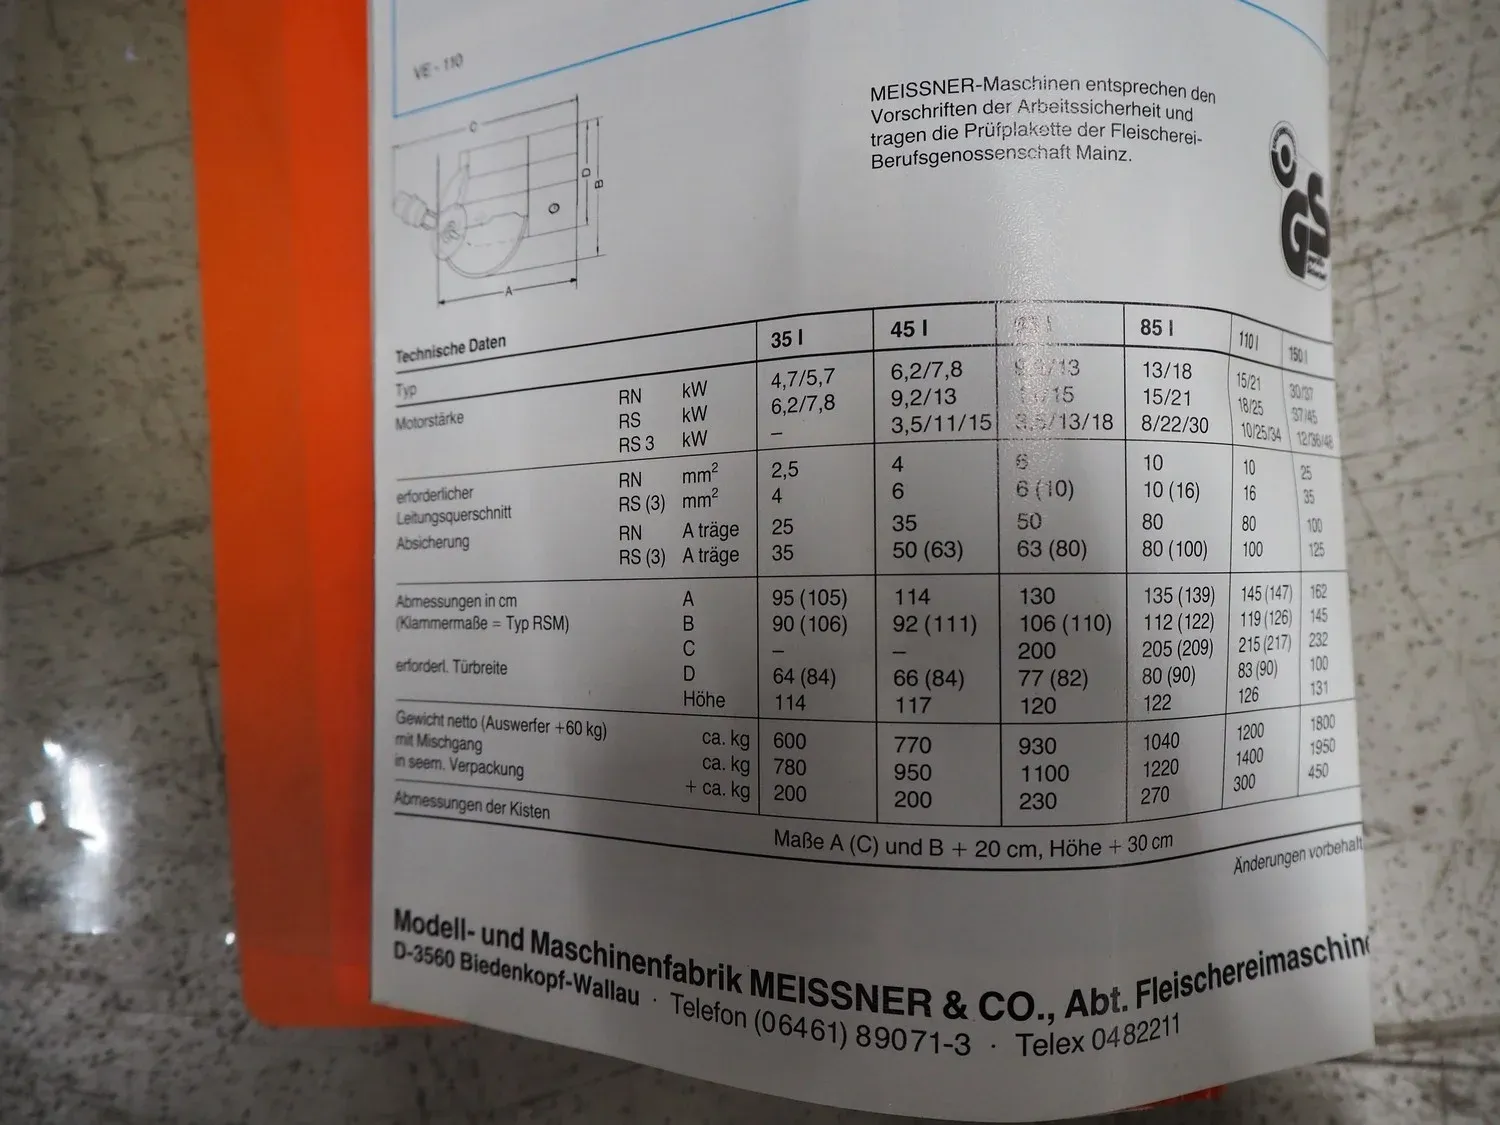 VE - 110
MEISSNER-Maschinen entsprechen den
Vorschriften der Arbeitssicherheit und
tragen die Prüfplakette der Fleischerei-
Berufsgenossenschaft Mainz.
GS
C
D
B
A
Technische Daten 35 l 45 l 85 l 110 l 150 l
Typ
Motorstärke RN kW 4,7/5,7 6,2/7,8 13/18 15/21 30/37
RS kW 6,2/7,8 9,2/13 15/21 18/25 37/45
RS 3 kW – 3,5/11/15 3,5/13/18 8/22/30 10/25/34 12/36/48
erforderlicher RN mm² 2,5 4 6 10 10 25
Leitungsquerschnitt RS (3) mm² 4 6 6 (10) 10 (16) 16 35
Absicherung RN A träge 25 35 50 80 80 100
RS (3) A träge 35 50 (63) 63 (80) 80 (100) 100 125
Abmessungen in cm A 95 (105) 114 130 135 (139) 145 (147) 162
(Klammermaße = Typ RSM) B 90 (106) 92 (111) 106 (110) 112 (122) 119 (126) 145
C – – 200 205 (209) 215 (217) 232
erforderl. Türbreite D 64 (84) 66 (84) 77 (82) 80 (90) 83 (90) 100
Höhe 114 117 120 122 126 131
Gewicht netto (Auswerfer +60 kg) ca. kg 600 770 930 1040 1200 1800
mit Mischgang ca. kg 780 950 1100 1220 1400 1950
in seem. Verpackung + ca. kg 200 200 230 270 300 450
Abmessungen der Kisten Maße A (C) und B + 20 cm, Höhe + 30 cm
Änderungen vorbehalt
Modell- und Maschinenfabrik MEISSNER & CO., Abt. Fleischereimaschin
D-3560 Biedenkopf-Wallau · Telefon (06461) 89071-3 · Telex 0482211